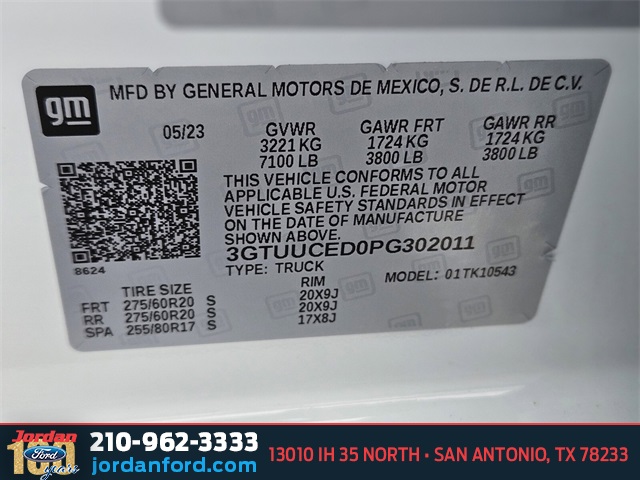 gm
MFD BY GENERAL MOTORS DE MEXICO, S. DE R.L. DE C.V.
05/23 GVWR GAWR FRT GAWR RR
3221 KG 1724 KG 1724 KG
7100 LB 3800 LB 3800 LB
THIS VEHICLE CONFORMS TO ALL
APPLICABLE U.S. FEDERAL MOTOR
VEHICLE SAFETY STANDARDS IN EFFECT
ON THE DATE OF MANUFACTURE
SHOWN ABOVE.
8624
3GTUUCED0PG302011
TYPE: TRUCK MODEL: 01TK10543
TIRE SIZE RIM
FRT 275/60R20 S 20X9J
RR 275/60R20 S 20X9J
SPA 255/80R17 S 17X8J
Jordan
Ford
100
years
210-962-3333
jordanford.com
13010 IH 35 NORTH • SAN ANTONIO, TX 78233